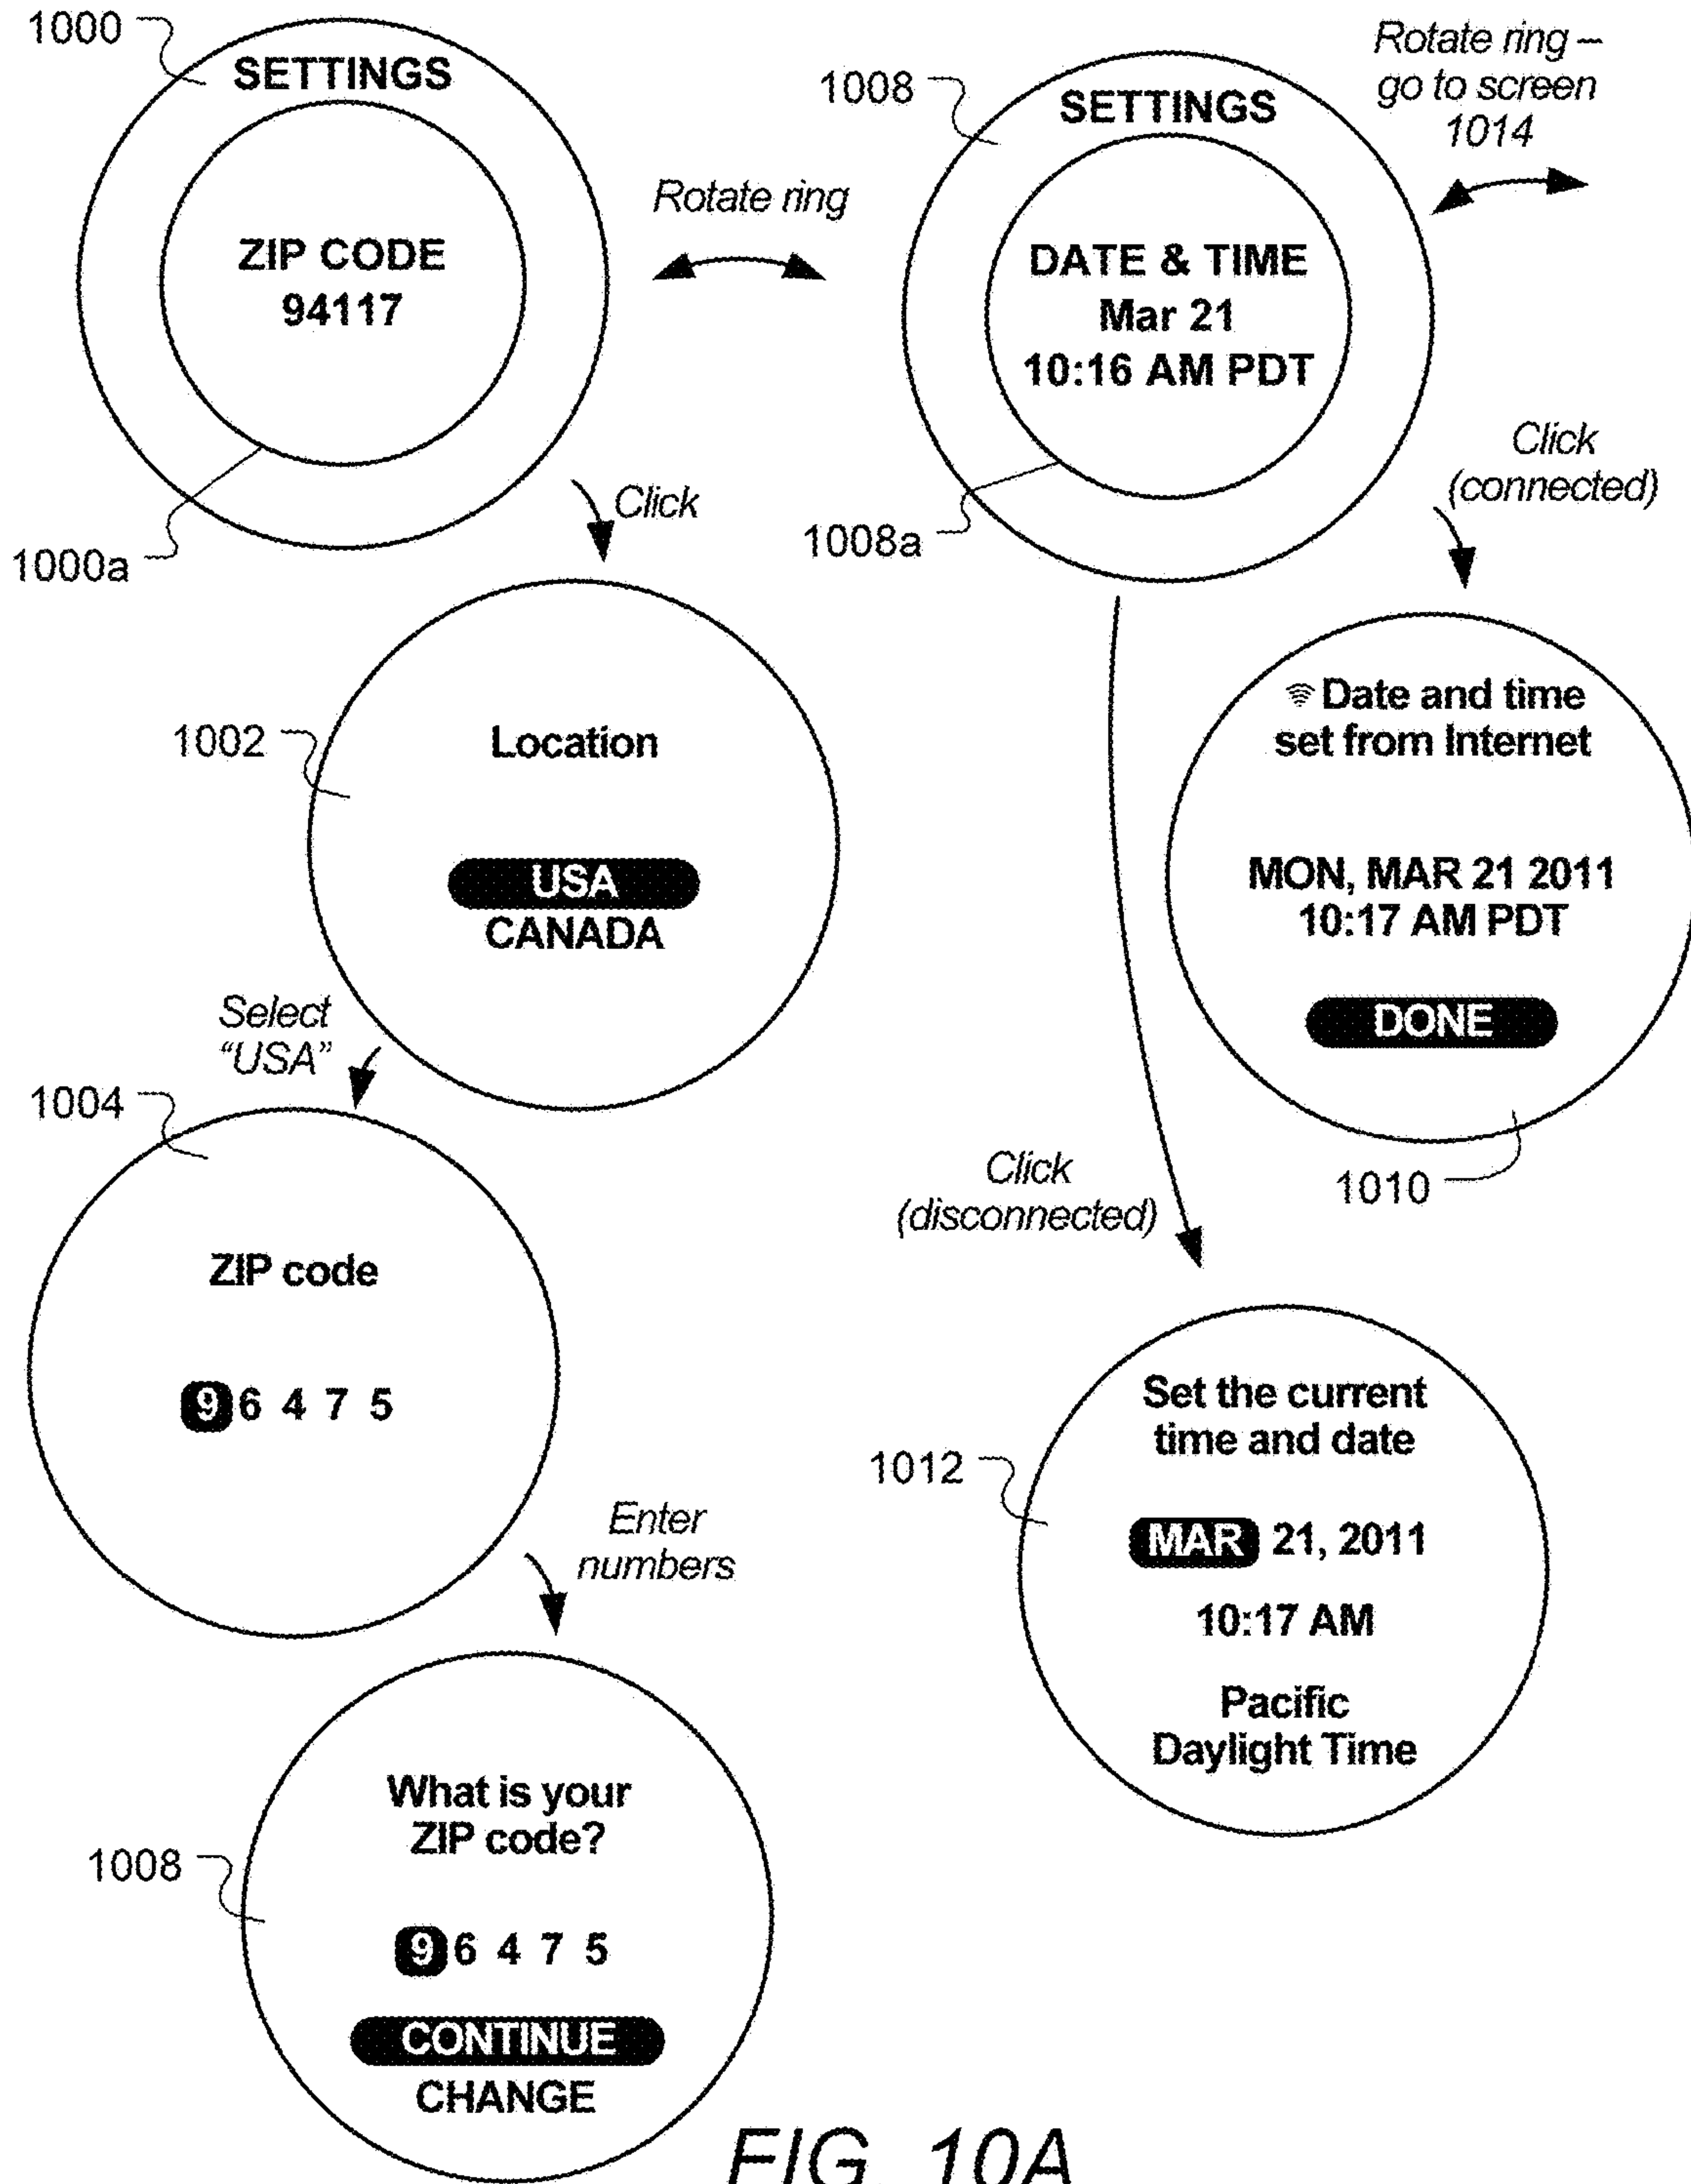 1000
SETTINGS
ZIP CODE
94117
1000a
Rotate ring
1008
SETTINGS
DATE & TIME
Mar 21
10:16 AM PDT
1008a
Rotate ring –
go to screen
1014
Click
1002
Location
USA
CANADA
Select
“USA”
1004
ZIP code
9 6 4 7 5
Enter
numbers
1008
What is your
ZIP code?
9 6 4 7 5
CONTINUE
CHANGE
Click
(connected)
Date and time
set from Internet
MON, MAR 21 2011
10:17 AM PDT
DONE
1010
Click
(disconnected)
1012
Set the current
time and date
MAR 21, 2011
10:17 AM
Pacific
Daylight Time
FIG. 10A